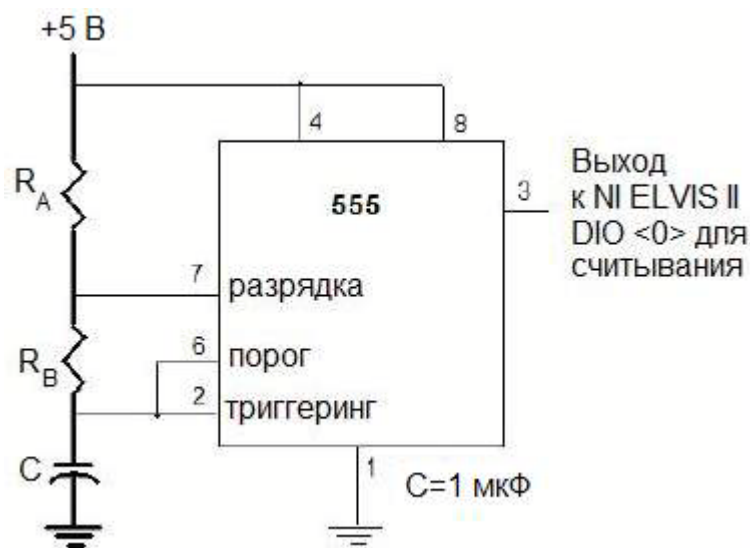 +5 В
4
8
R_A
555
3
Выход
к NI ELVIS II
DIO <0> для
считывания
7
разрядка
R_B
6
порог
2
триггеринг
C
1
C=1 мкФ